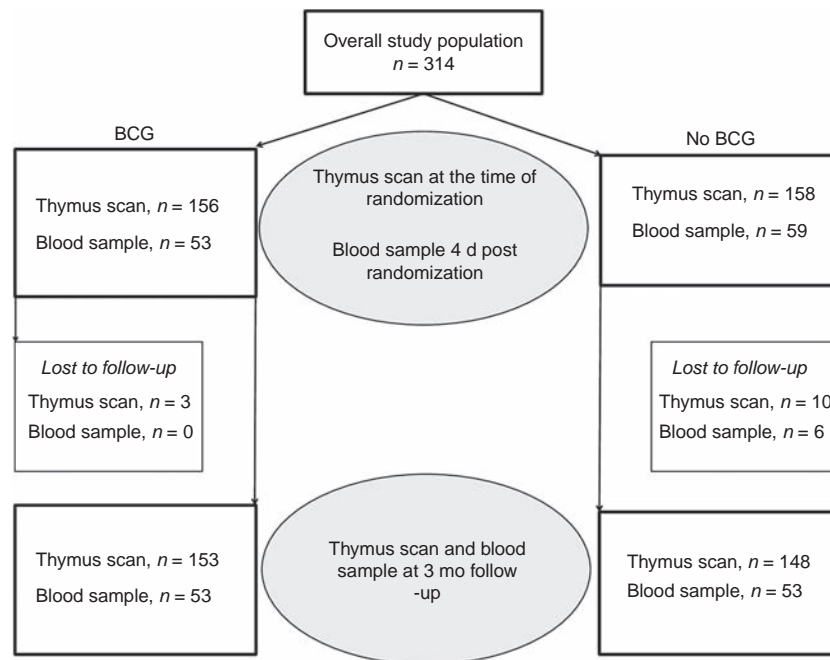 Overall study population
n = 314
BCG
No BCG
Thymus scan, n = 156
Blood sample, n = 53
Thymus scan at the time of
randomization
Blood sample 4 d post
randomization
Thymus scan, n = 158
Blood sample, n = 59
Lost to follow-up
Thymus scan, n = 3
Blood sample, n = 0
Lost to follow-up
Thymus scan, n = 10
Blood sample, n = 6
Thymus scan, n = 153
Blood sample, n = 53
Thymus scan and blood
sample at 3 mo follow
-up
Thymus scan, n = 148
Blood sample, n = 53